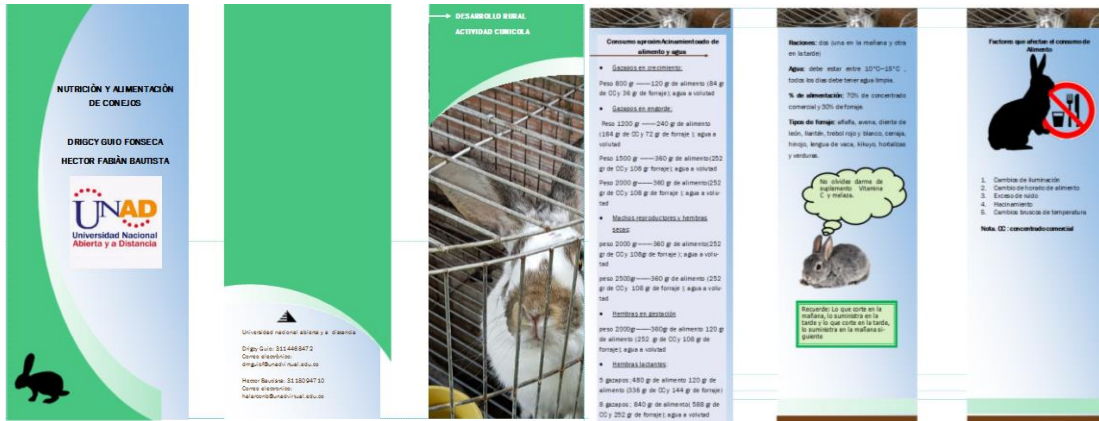 NUTRICIÓN Y ALIMENTACIÓN
DE CONEJOS
DRIGCY GUIO FONSECA
HECTOR FABIÀN BAUTISTA
UNAD
Universidad Nacional
Abierta y a Distancia
Universidad nacional abierta y a distancia
Drigcy Guio: 3114468472
Correo electrónico:
dmguiof@unadvirtual.edu.co
Hector Bautista: 3118094710
Correo electrónico:
DESARROLLO RURAL
ACTIVIDAD CUNICOLA
Consumo aproximAcinamientoado de
alimento y agua
Gazapos en crecimiento:
Peso 800 gr ——120 gr de alimento (84 gr
de CC y 36 gr de forraje); agua a volutad
Gazapos en engorde:
Peso 1200 gr ——240 gr de alimento
(164 gr de CC y 72 gr de forraje ); agua a
volutad
Peso 1500 gr ——360 gr de alimento(252
gr de CC y 108 gr de forraje ); agua a volutad
Peso 2000 gr ——360 gr de alimento(252
gr de CC y 108 gr de forraje ); agua a volu-
tad
Machos reproductores y hembras
secas:
peso 2000 gr ——360 gr de alimento(252
gr de CC y 108gr de forraje ); agua a volu-
tad
peso 2500gr——360 gr de alimento (252
gr de CC y 108 gr de forraje ); agua a volu-
tad
Hembras en gestación
peso 2000gr——360gr de alimento 120 gr
de alimento (252 gr de CC y 108 gr de
forraje); agua a volutad
Hembras lactantes:
5 gazapos ;480 gr de alimento 120 gr de
alimento (336 gr de CC y 144 gr de forraje)
8 gazapos ; 840 gr de alimento( 588 gr de
CC y 252 gr de forraje); agua a volutad
Raciones: dos (una en la mañana y otra
en la tarde)
Agua: debe estar entre 10°C—15°C ,
todos los días debe tener agua limpia.
% de alimentación: 70% de concentrado
comercial y 30% de forraje.
Tipos de forraje: alfalfa, avena, diente de
león, llantén, trebol rojo y blanco, cerraja,
hinojo, lengua de vaca, kikuyo, hortalizas
y verduras.
No olvides darme de
suplemento Vitamina
C y melaza.
Recuerde: Lo que corte en la
mañana, lo suministra en la
tarde y lo que corte en la tarde,
lo suministra en la mañana si-
guiente
Factores que afectan el consumo de
Alimento
1. Cambios de iluminación
2. Cambio de horario de alimento
3. Exceso de ruido
4. Hacinamiento
5. Cambios bruscos de temperatura
Nota. CC : concentrado comercial